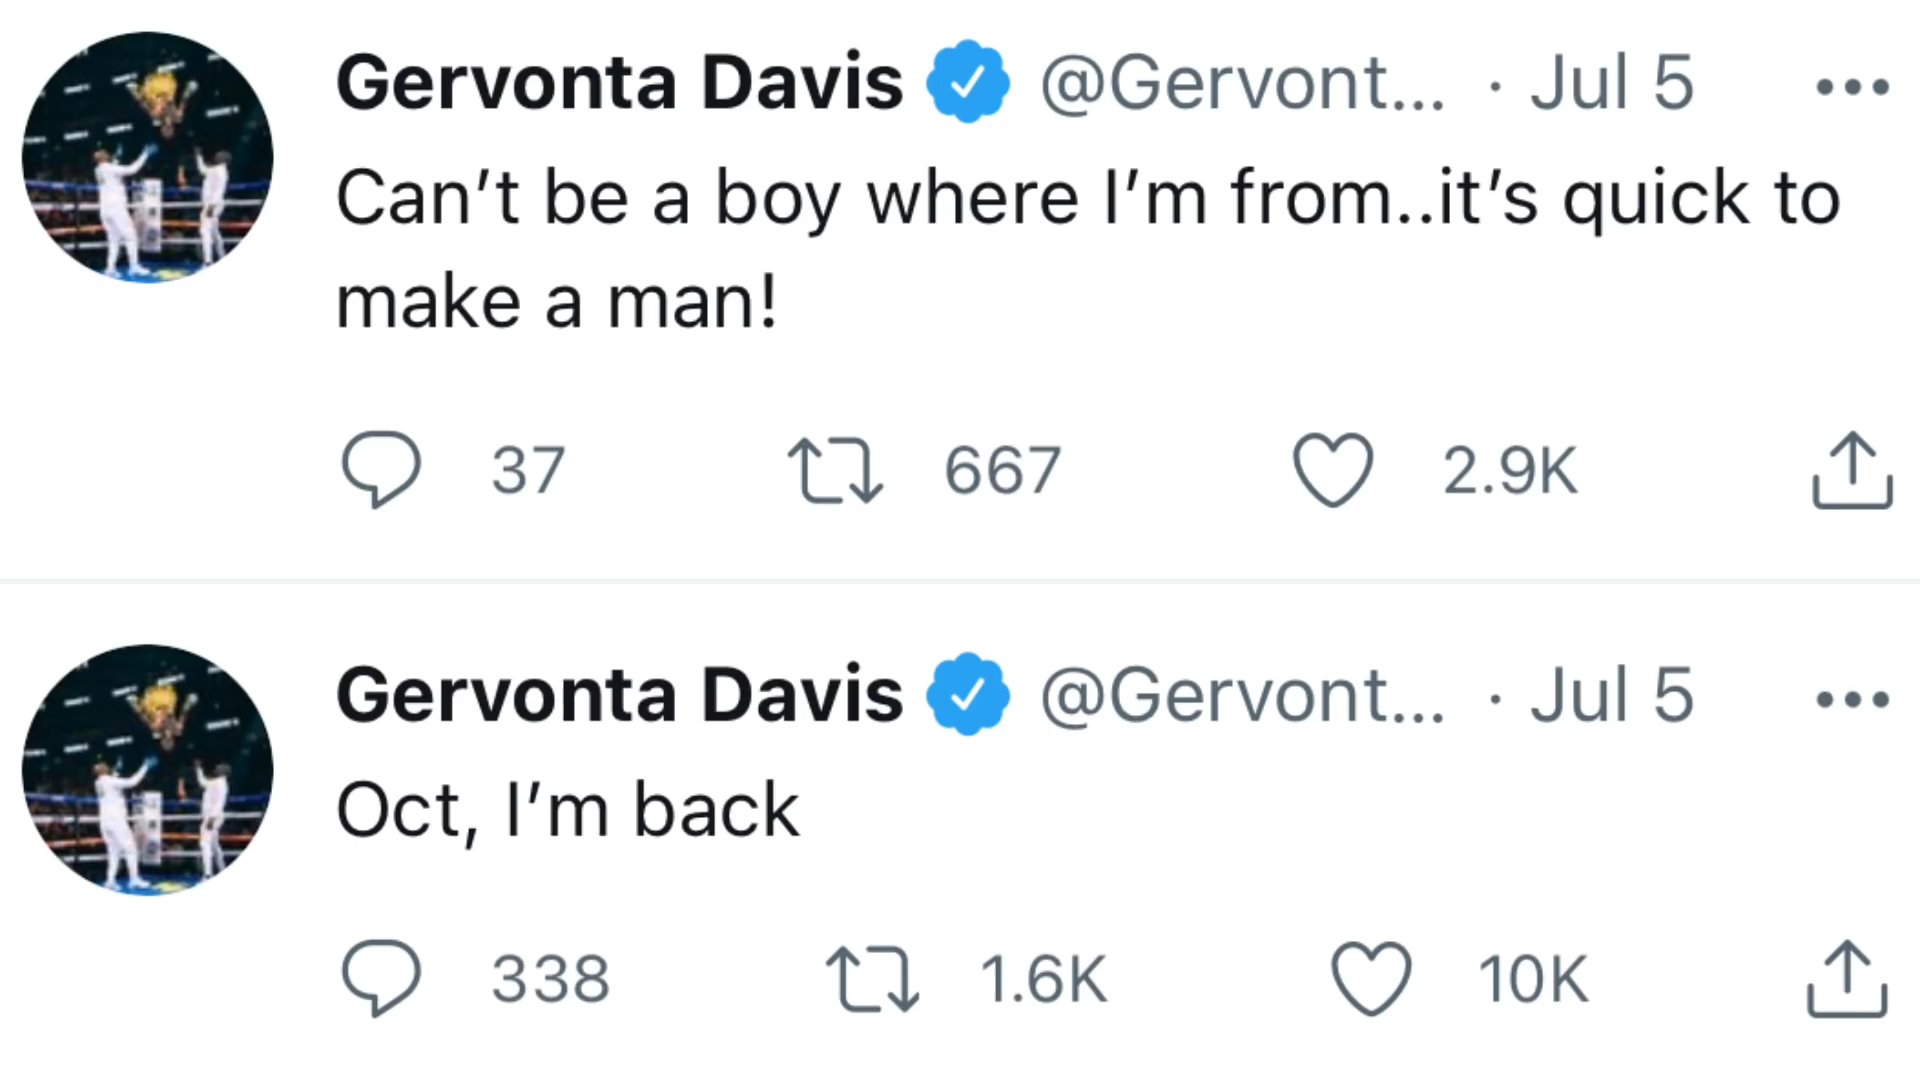 Gervonta Davis @Gervont... · Jul 5
Can’t be a boy where I’m from..it’s quick to
make a man!
37 667 2.9K
Gervonta Davis @Gervont... · Jul 5
Oct, I’m back
338 1.6K 10K